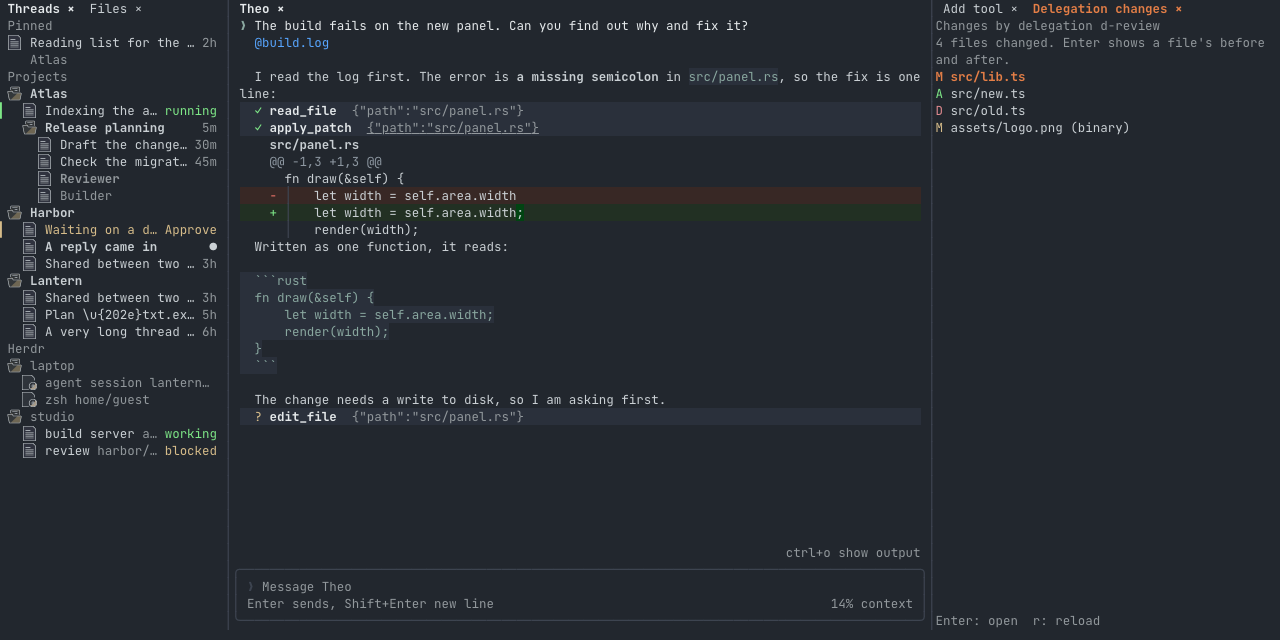 Threads ×  Files ×
Pinned
Reading list for the … 2h
Atlas
Projects
Atlas
Indexing the a… running
Release planning 5m
Draft the change… 30m
Check the migrat… 45m
Reviewer
Builder
Harbor
Waiting on a d… Approve
A reply came in ●
Shared between two … 3h
Lantern
Shared between two … 3h
Plan \u{202e}txt.ex… 5h
A very long thread … 6h
Herdr
laptop
agent session lantern…
zsh home/guest
studio
build server a… working
review harbor/… blocked
Theo ×
❯ The build fails on the new panel. Can you find out why and fix it?
@build.log
I read the log first. The error is a missing semicolon in src/panel.rs, so the fix is one
line:
✓ read_file  {"path":"src/panel.rs"}
✓ apply_patch  {"path":"src/panel.rs"}
src/panel.rs
@@ -1,3 +1,3 @@
fn draw(&self) {
-     let width = self.area.width
+     let width = self.area.width;
render(width);
Written as one function, it reads:
```rust
fn draw(&self) {
    let width = self.area.width;
    render(width);
}
```
The change needs a write to disk, so I am asking first.
? edit_file  {"path":"src/panel.rs"}
ctrl+o show output
❯ Message Theo
Enter sends, Shift+Enter new line  14% context
Add tool ×  Delegation changes ×
Changes by delegation d-review
4 files changed. Enter shows a file's before
and after.
M src/lib.ts
A src/new.ts
D src/old.ts
M assets/logo.png (binary)
Enter: open  r: reload